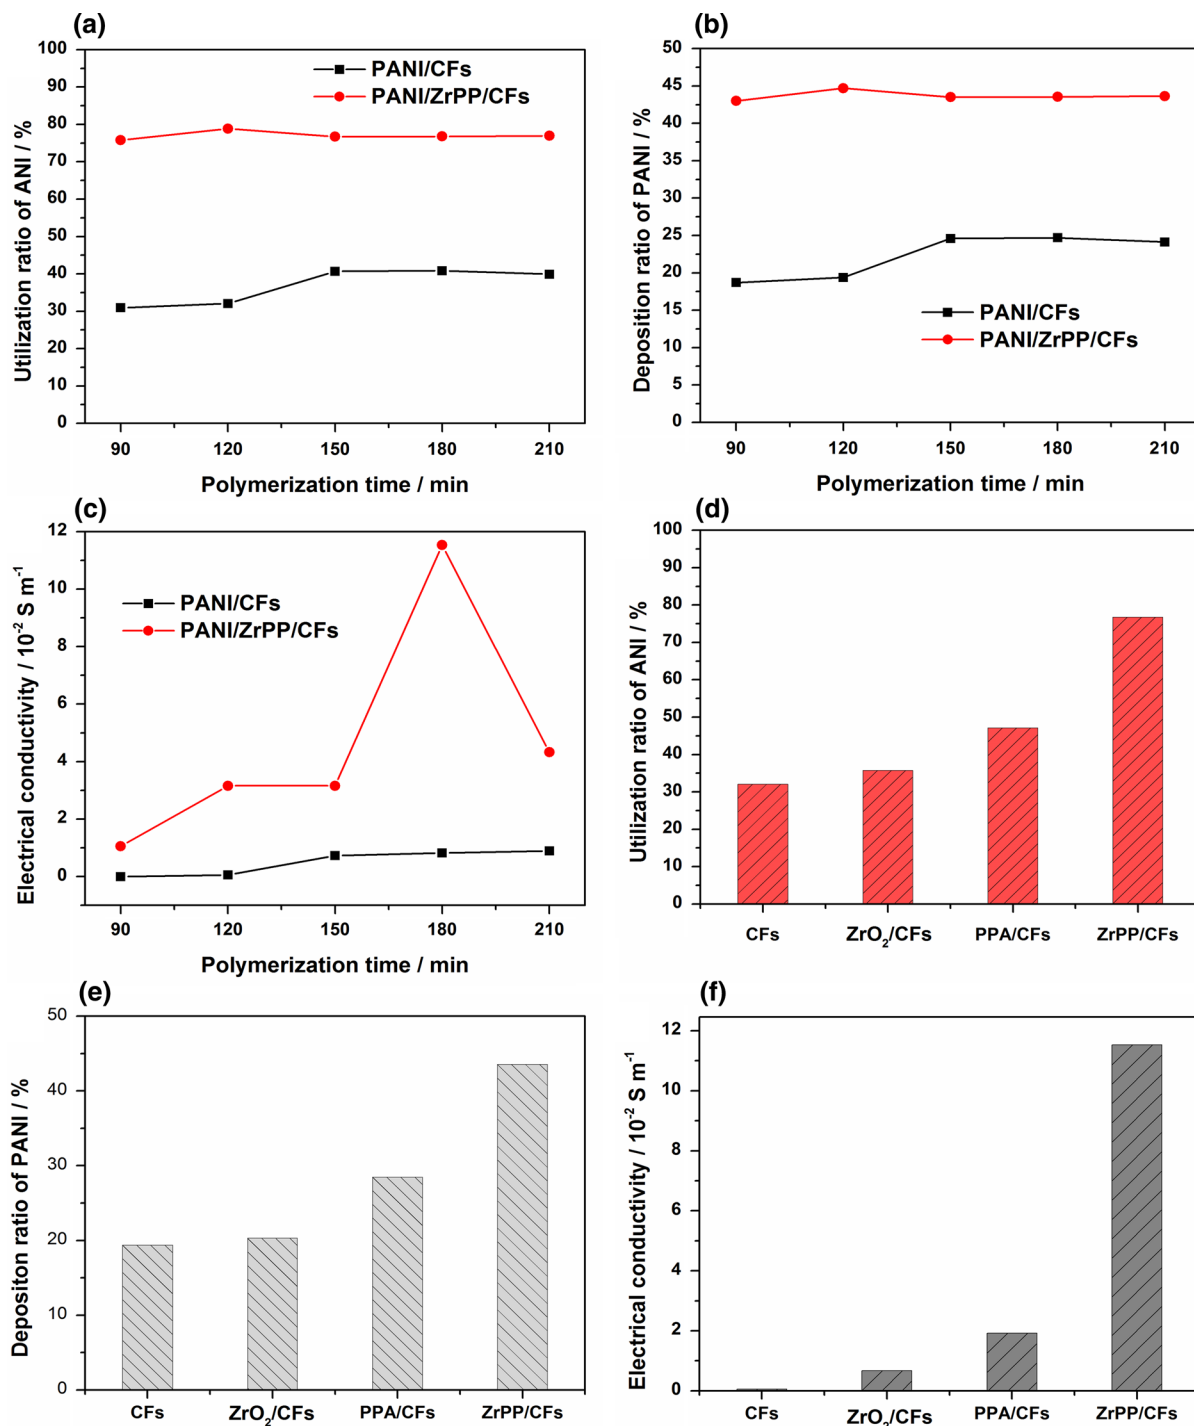 (a)
100
90
80
70
60
50
40
30
20
10
0
Utilization ratio of ANI / %
PANI/CFs
PANI/ZrPP/CFs
90 120 150 180 210
Polymerization time / min
(b)
50
45
40
35
30
25
20
15
10
5
0
Deposition ratio of PANI / %
PANI/CFs
PANI/ZrPP/CFs
90 120 150 180 210
Polymerization time / min
(c)
12
10
8
6
4
2
0
Electrical conductivity / 10⁻² S m⁻¹
PANI/CFs
PANI/ZrPP/CFs
90 120 150 180 210
Polymerization time / min
(d)
100
90
80
70
60
50
40
30
20
10
0
Utilization ratio of ANI / %
CFs ZrO₂/CFs PPA/CFs ZrPP/CFs
(e)
50
40
30
20
10
0
Depositon ratio of PANI / %
CFs ZrO₂/CFs PPA/CFs ZrPP/CFs
(f)
12
10
8
6
4
2
0
Electrical conductivity / 10⁻² S m⁻¹
CFs ZrO₂/CFs PPA/CFs ZrPP/CFs